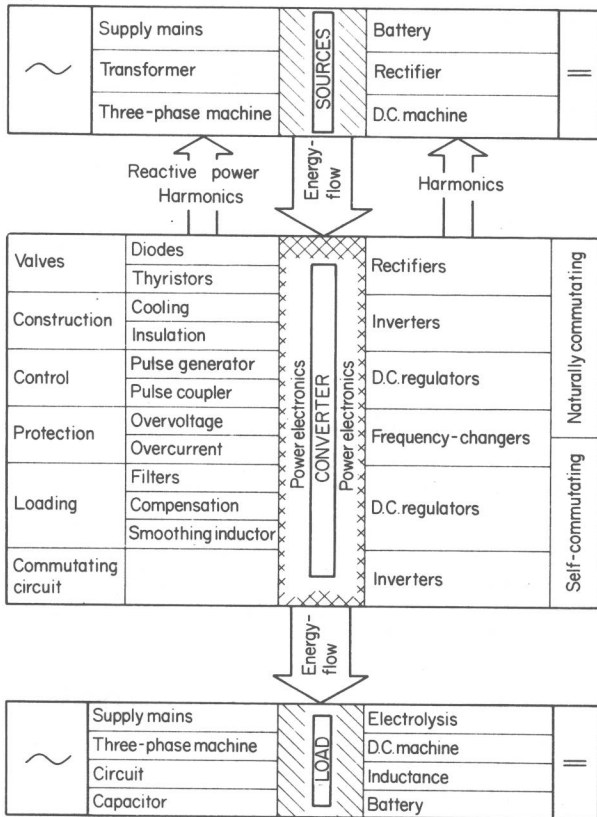 Supply mains
Transformer
Three-phase machine
SOURCES
Battery
Rectifier
D.C. machine
Reactive power
Harmonics
Energy-
flow
Harmonics
Valves
Diodes
Thyristors
Construction
Cooling
Insulation
Control
Pulse generator
Pulse coupler
Protection
Overvoltage
Overcurrent
Loading
Filters
Compensation
Smoothing inductor
Commutating
circuit
Power electronics
CONVERTER
Power electronics
Rectifiers
Inverters
D.C. regulators
Frequency-changers
D.C. regulators
Inverters
Naturally commutating
Self-commutating
Energy-
flow
Supply mains
Three-phase machine
Circuit
Capacitor
LOAD
Electrolysis
D.C. machine
Inductance
Battery